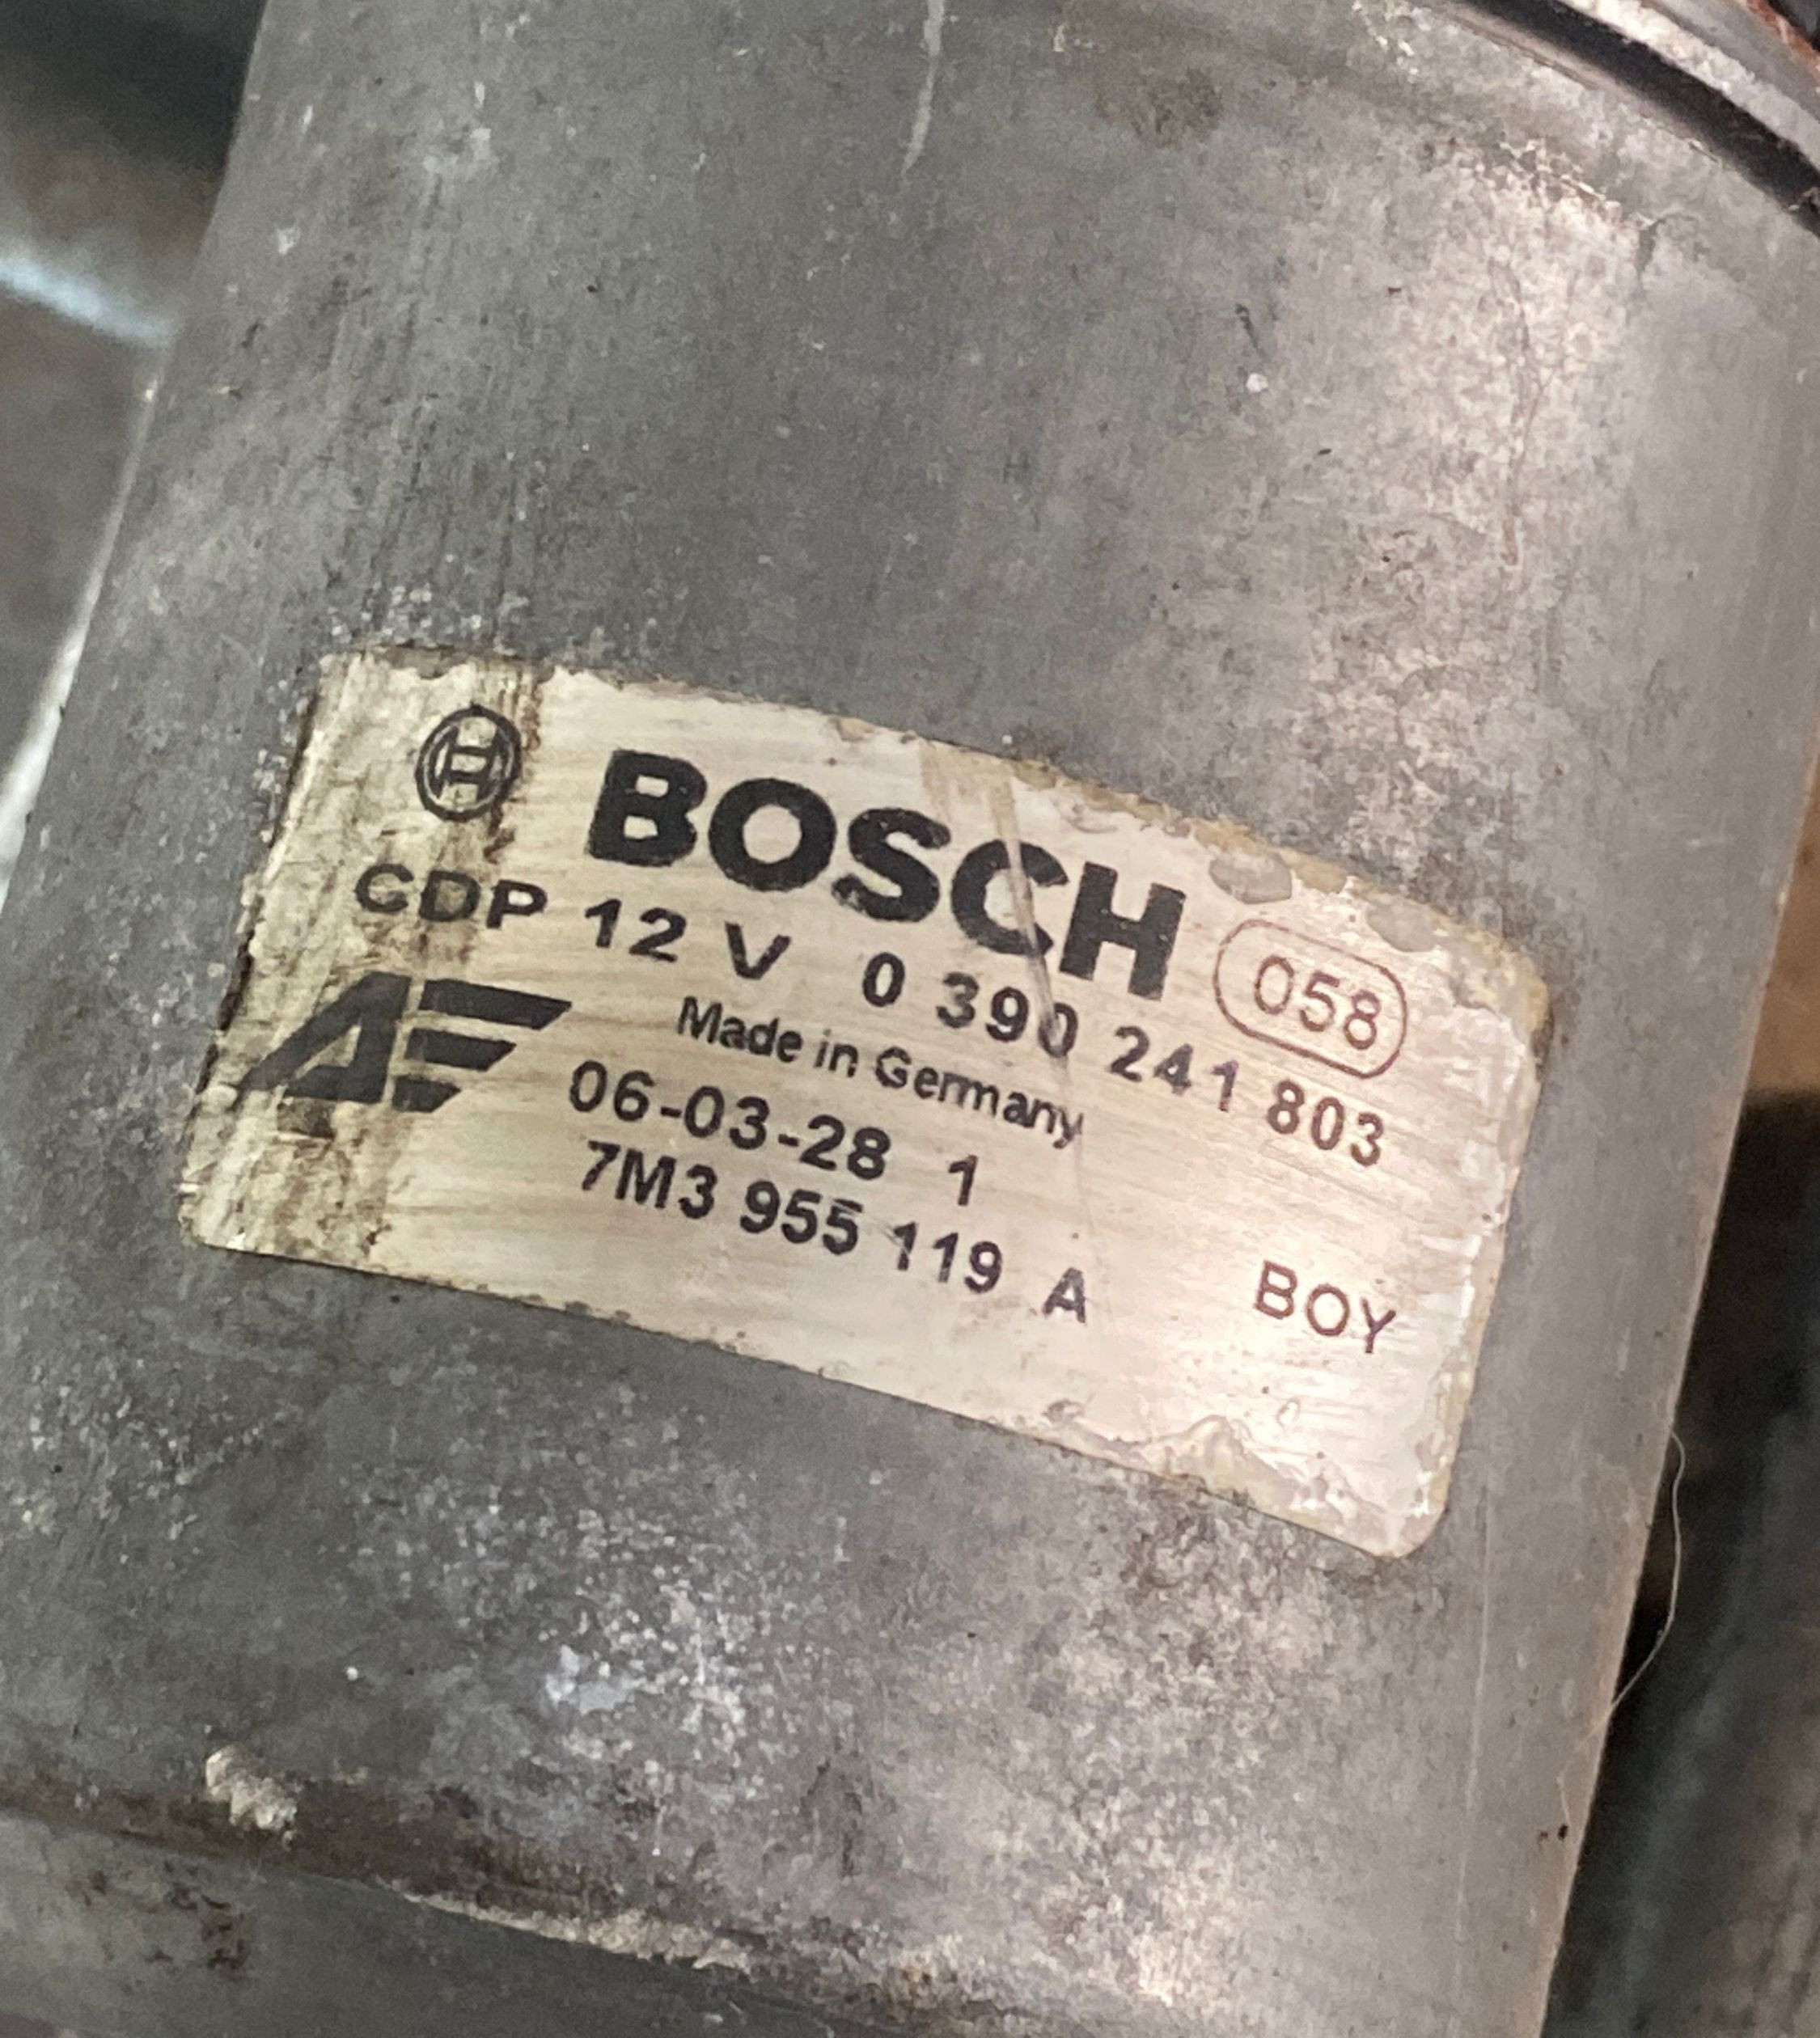 BOSCH
058
CDP 12 V 0 390 241 803
Made in Germany
06-03-28 1
7M3 955 119 A
BOY